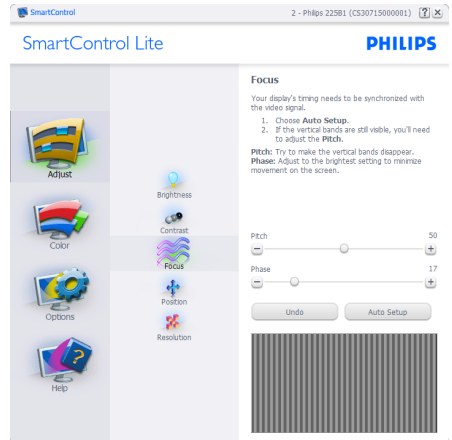 SmartControl
2 - Philips 225B1 (CS30715000001)
?
SmartControl Lite
PHILIPS
Adjust
Color
Options
Help
Brightness
Contrast
Focus
Position
Resolution
Focus
Your display's timing needs to be synchronized with
the video signal.
1. Choose Auto Setup.
2. If the vertical bands are still visible, you'll need
to adjust the Pitch.
Pitch: Try to make the vertical bands disappear.
Phase: Adjust to the brightest setting to minimize
movement on the screen.
Pitch 50
Phase 17
Undo
Auto Setup